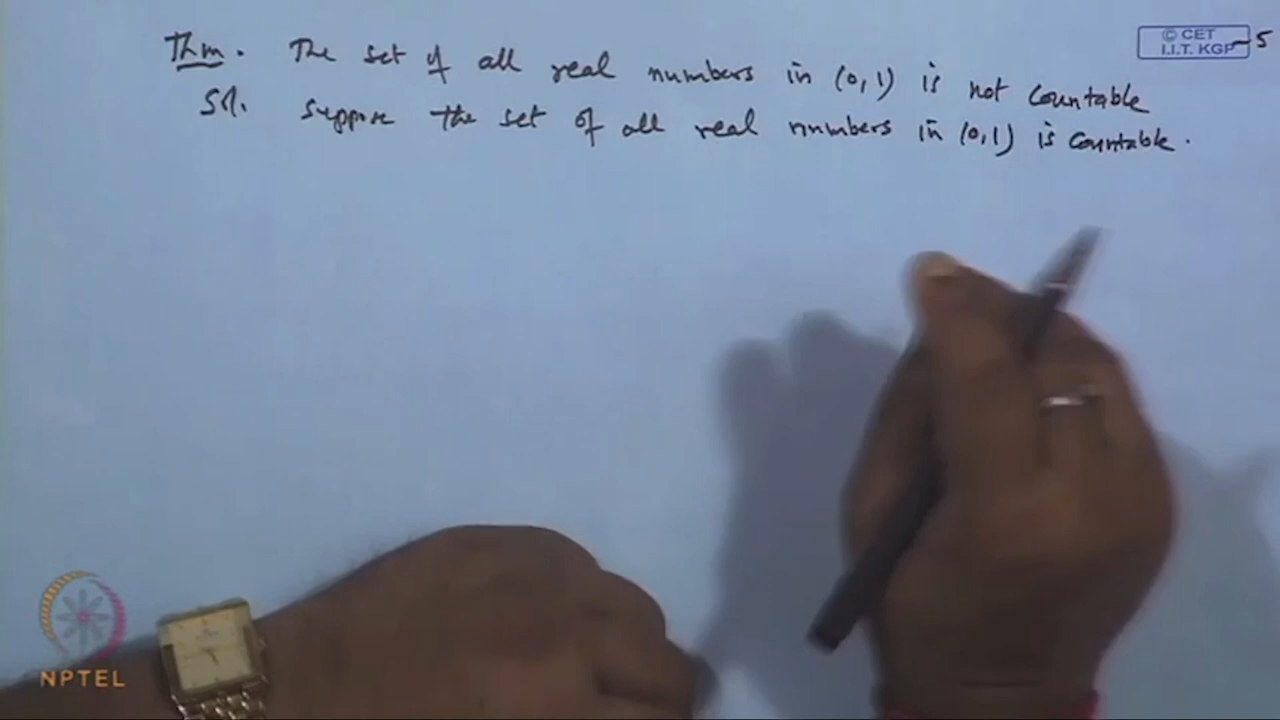 Thm. The set of all real numbers in (0,1) is not Countable
Sol. Suppose the set of all real numbers in (0,1) is Countable.
© CET
I.I.T. KGP
5
NPTEL